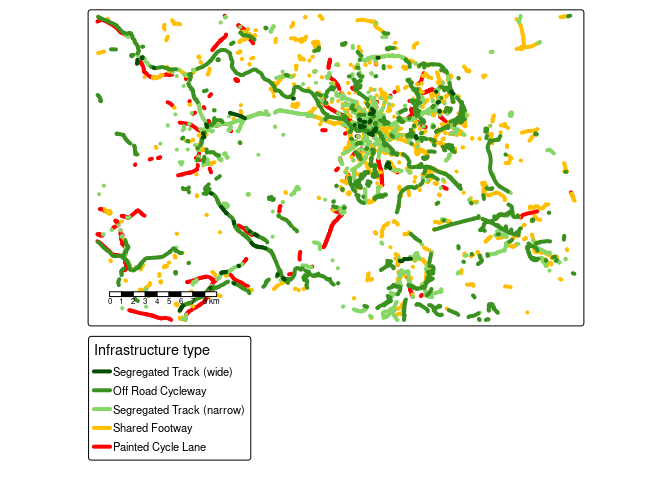 0 1 2 3 4 5 6 7 8 9 km
Infrastructure type
Segregated Track (wide)
Off Road Cycleway
Segregated Track (narrow)
Shared Footway
Painted Cycle Lane